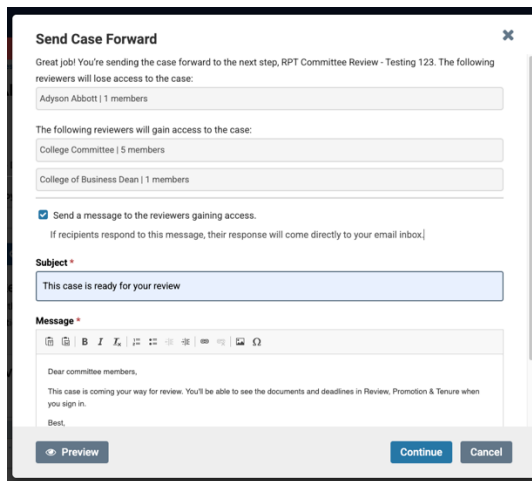 Send Case Forward
Great job! You're sending the case forward to the next step, RPT Committee Review - Testing 123. The following
reviewers will lose access to the case:
Adyson Abbott | 1 members
The following reviewers will gain access to the case:
College Committee | 5 members
College of Business Dean | 1 members
Send a message to the reviewers gaining access.
If recipients respond to this message, their response will come directly to your email inbox.
Subject *
This case is ready for your review
Message *
B I Tx Ω
Dear committee members,
This case is coming your way for review. You'll be able to see the documents and deadlines in Review, Promotion & Tenure when
you sign in.
Best,
Preview
Continue
Cancel